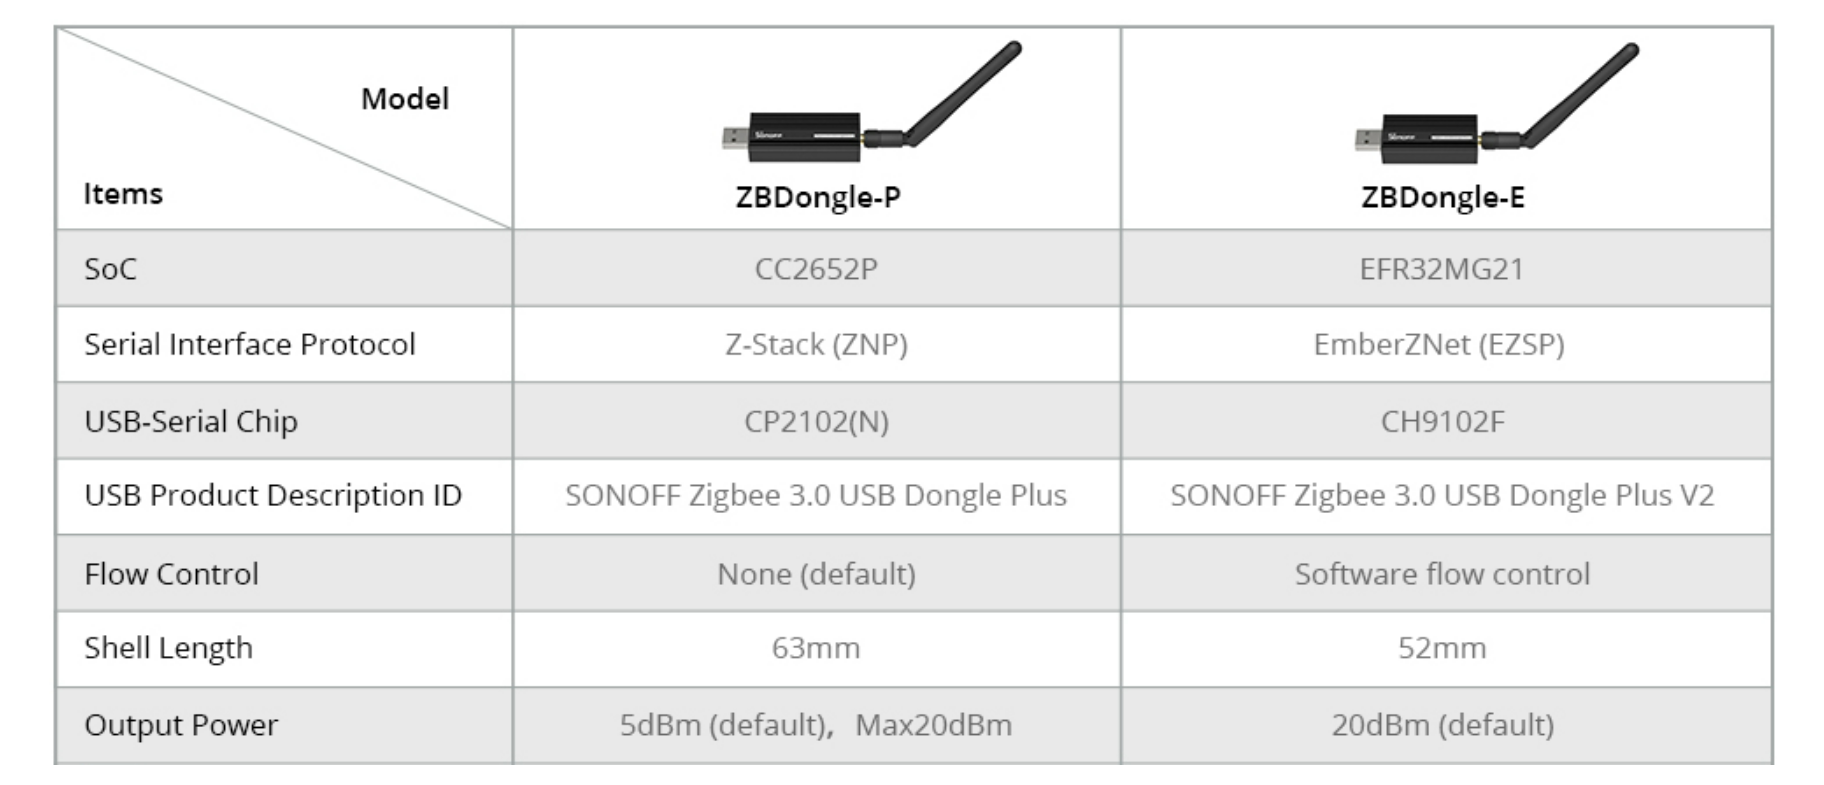 Model
Items
SONOFF
ZBDongle-P
SONOFF
ZBDongle-E
SoC CC2652P EFR32MG21
Serial Interface Protocol Z-Stack (ZNP) EmberZNet (EZSP)
USB-Serial Chip CP2102(N) CH9102F
USB Product Description ID SONOFF Zigbee 3.0 USB Dongle Plus SONOFF Zigbee 3.0 USB Dongle Plus V2
Flow Control None (default) Software flow control
Shell Length 63mm 52mm
Output Power 5dBm (default)，Max20dBm 20dBm (default)